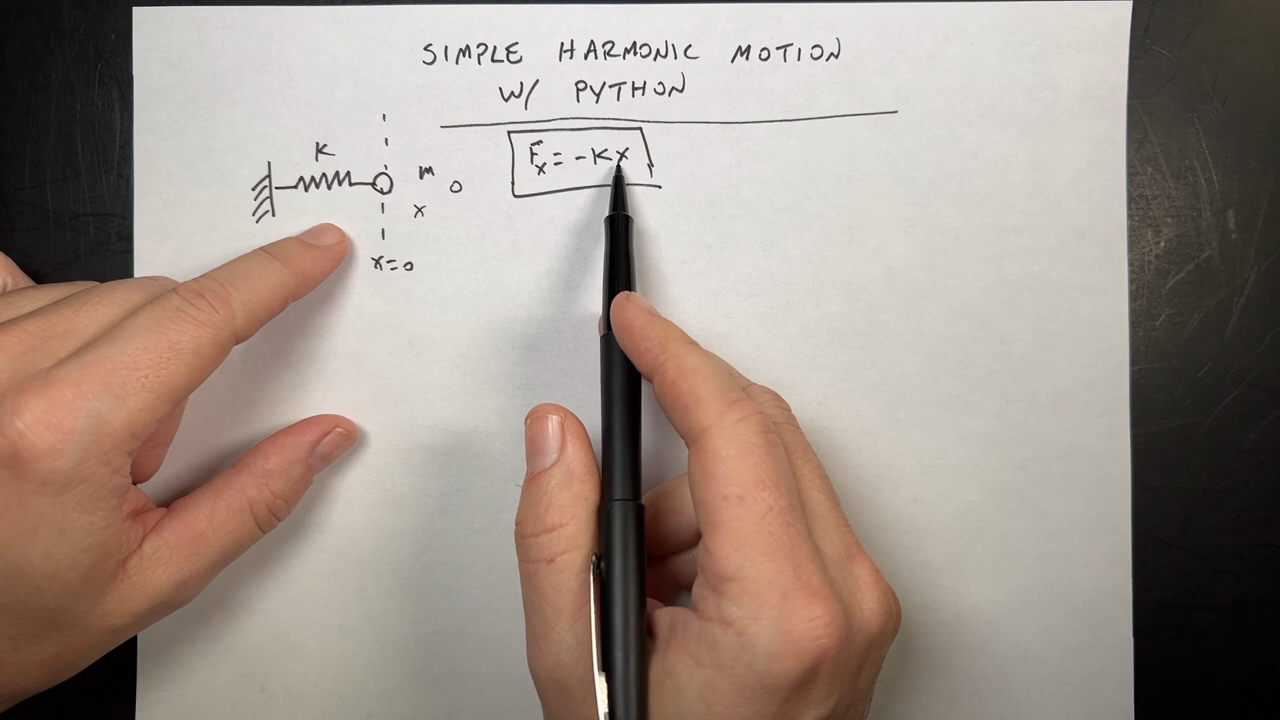 SIMPLE HARMONIC MOTION
W/ PYTHON
K
m
x
x=0
Fx = -Kx